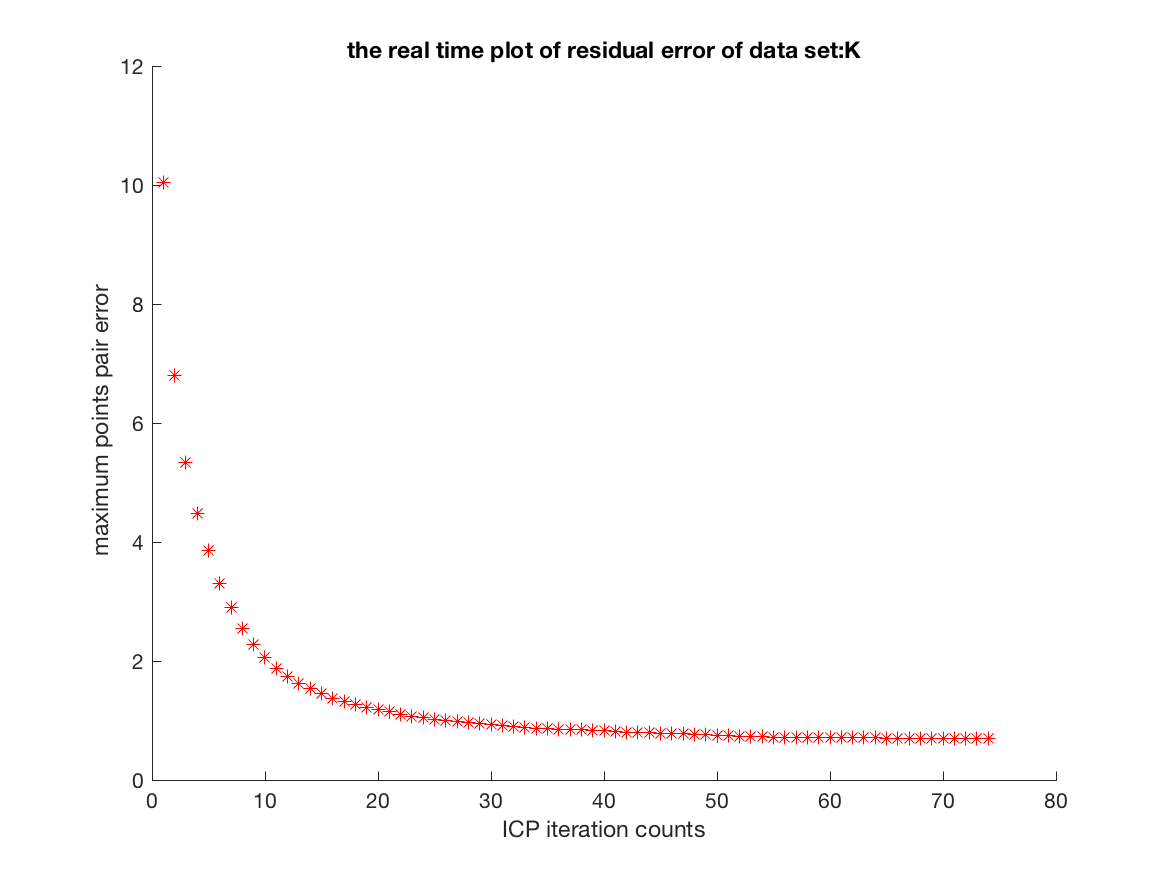 the real time plot of residual error of data set:K
12
10
8
6
4
2
0
maximum points pair error
0 10 20 30 40 50 60 70 80
ICP iteration counts